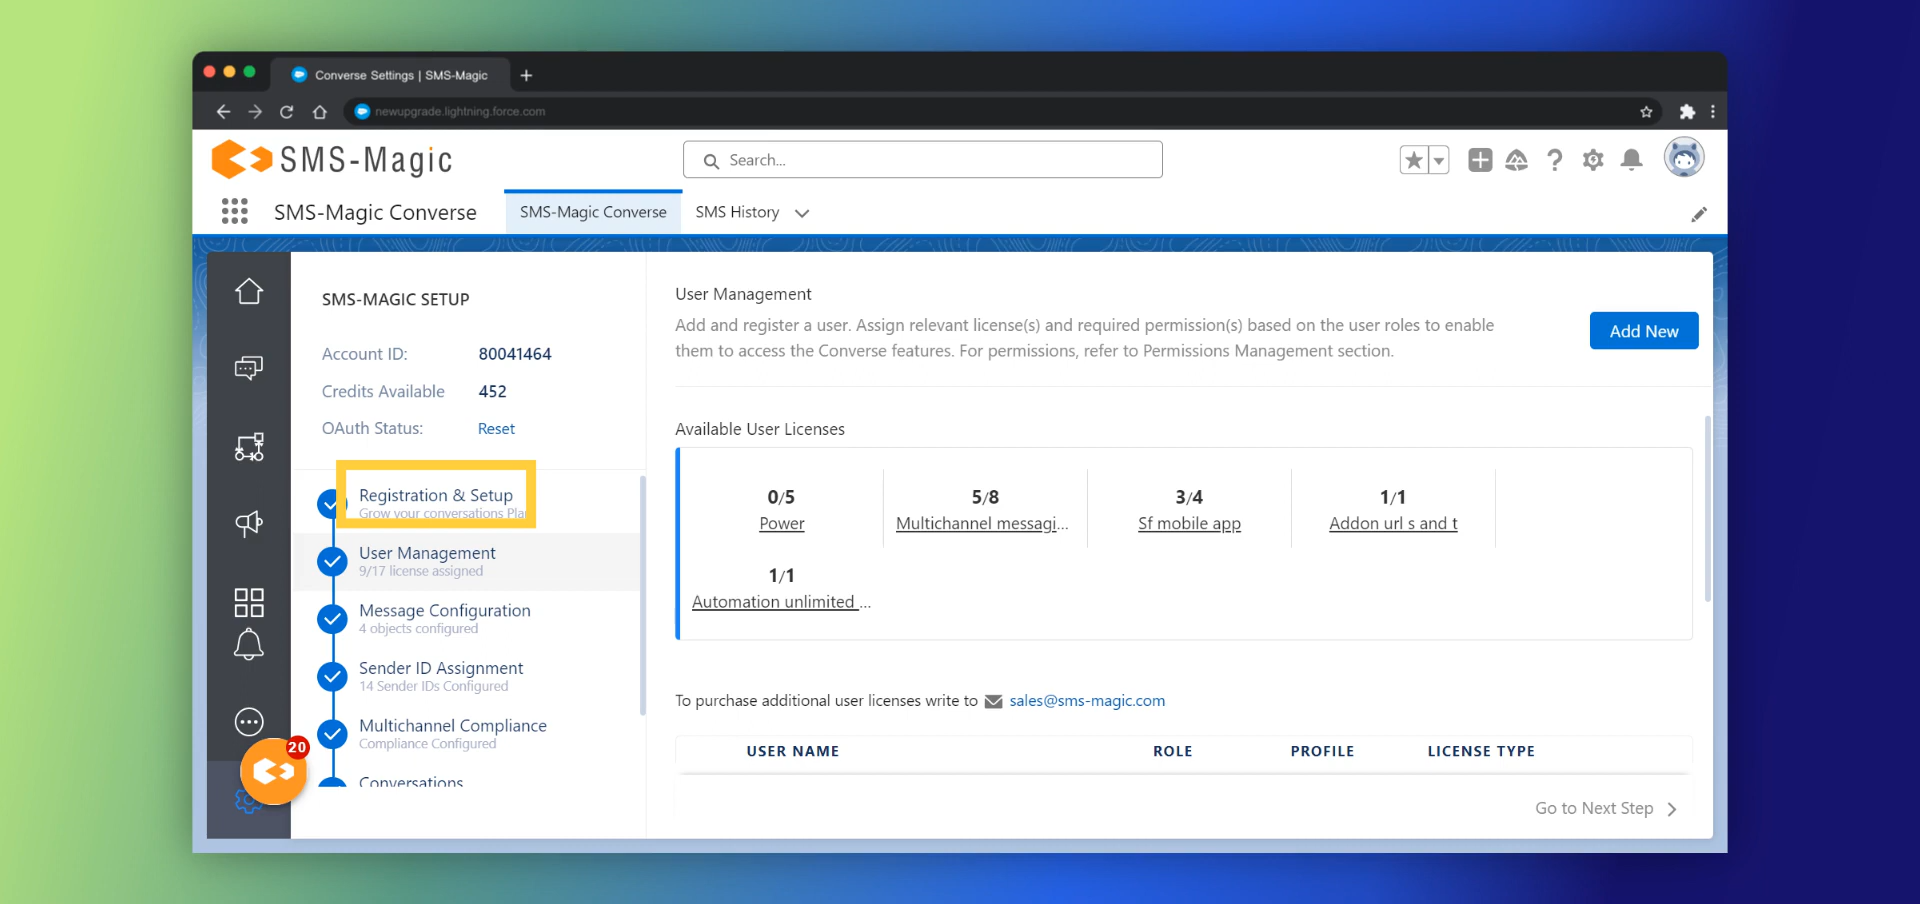 Converse Settings | SMS-Magic
newupgrade.lightning.force.com
SMS-Magic
Search...
SMS-Magic Converse
SMS-Magic Converse
SMS History
SMS-MAGIC SETUP
Account ID: 80041464
Credits Available 452
OAuth Status: Reset
Registration & Setup
Grow your conversations Pla
User Management
9/17 license assigned
Message Configuration
4 objects configured
Sender ID Assignment
14 Sender IDs Configured
Multichannel Compliance
Compliance Configured
Conversations
20
User Management
Add and register a user. Assign relevant license(s) and required permission(s) based on the user roles to enable
them to access the Converse features. For permissions, refer to Permissions Management section.
Add New
Available User Licenses
0/5
Power
5/8
Multichannel messagi...
3/4
Sf mobile app
1/1
Addon url s and t
1/1
Automation unlimited ...
To purchase additional user licenses write to sales@sms-magic.com
USER NAME ROLE PROFILE LICENSE TYPE
Go to Next Step